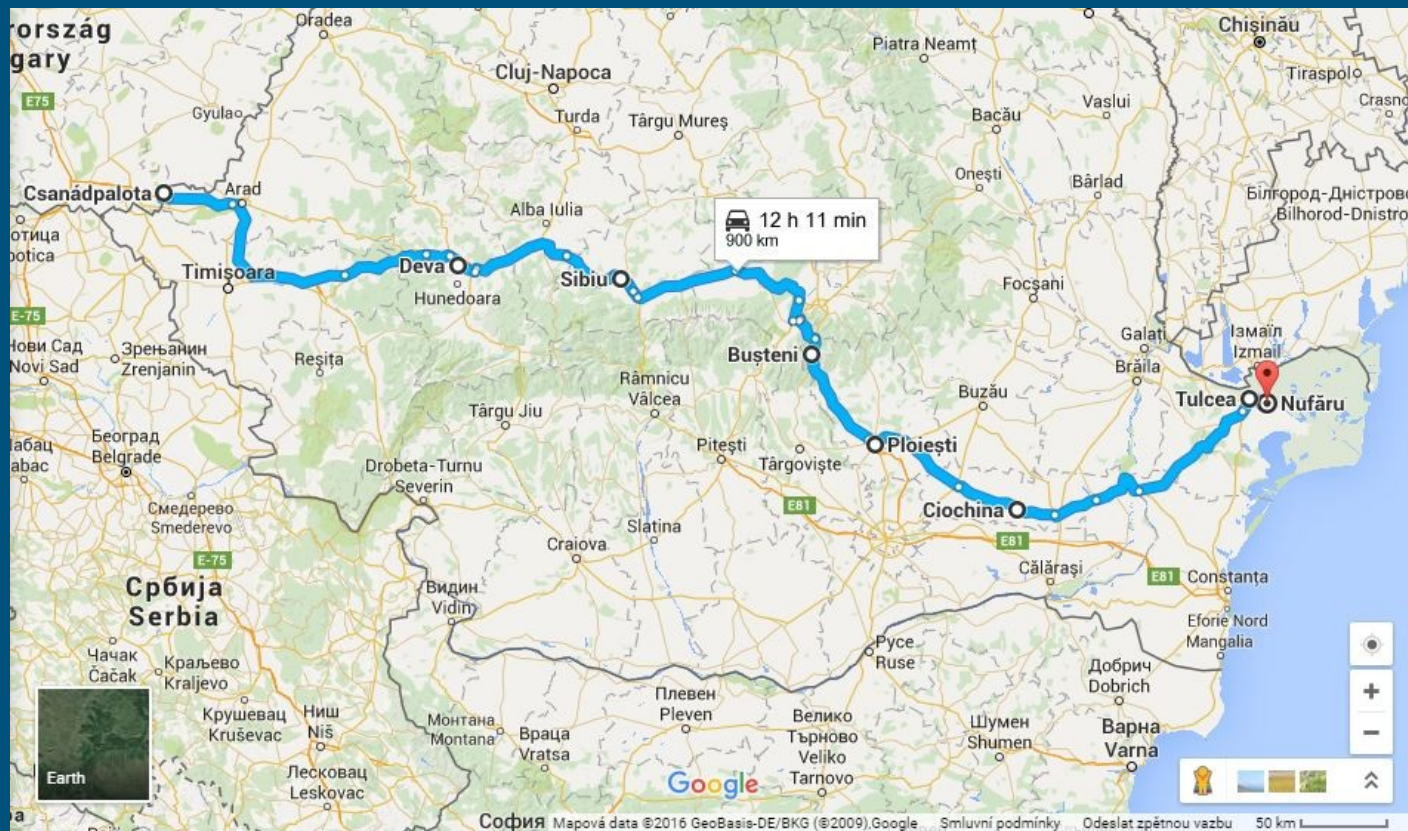 rország
gary
Oradea
Chișinău
Piatra Neamț
Cluj-Napoca
Tiraspol
E75
Gyula
Turda
Târgu Mureș
Bacău
Vaslui
Onești
Bârlad
Csanádpalota
Arad
Alba Iulia
12 h 11 min
900 km
Білгород-Дністровс
Bilhorod-Dnistro
отица
botica
Timișoara
Deva
Hunedoara
Sibiu
Focșani
E-75
Нови Сад
Novi Sad
Зрењанин
Zrenjanin
Reșița
Bușteni
Galați
Brăila
Ізмаїл
Izmail
Râmnicu
Vâlcea
Buzău
Tulcea
Nufăru
Târgu Jiu
Београд
Belgrade
Pitești
Târgoviște
Ploiești
Drobeta-Turnu
Severin
Смедерево
Smederevo
E81
Ciochina
Slatina
Craiova
E81
E-75
Călărași
E81
Constanța
Србија
Serbia
Видин
Vidin
Eforie Nord
Mangalia
Чачак
Čačak
Краљево
Kraljevo
Русе
Ruse
Добрич
Dobrich
Крушевац
Kruševac
Ниш
Niš
Монтана
Montana
Плевен
Pleven
Враца
Vratsa
Велико
Търново
Veliko
Tarnovo
Шумен
Shumen
Варна
Varna
Лесковац
Leskovac
Earth
Google
София
Mapová data ©2016 GeoBasis-DE/BKG (©2009),Google
Smluvní podmínky
Odeslat zpětnou vazbu
50 km